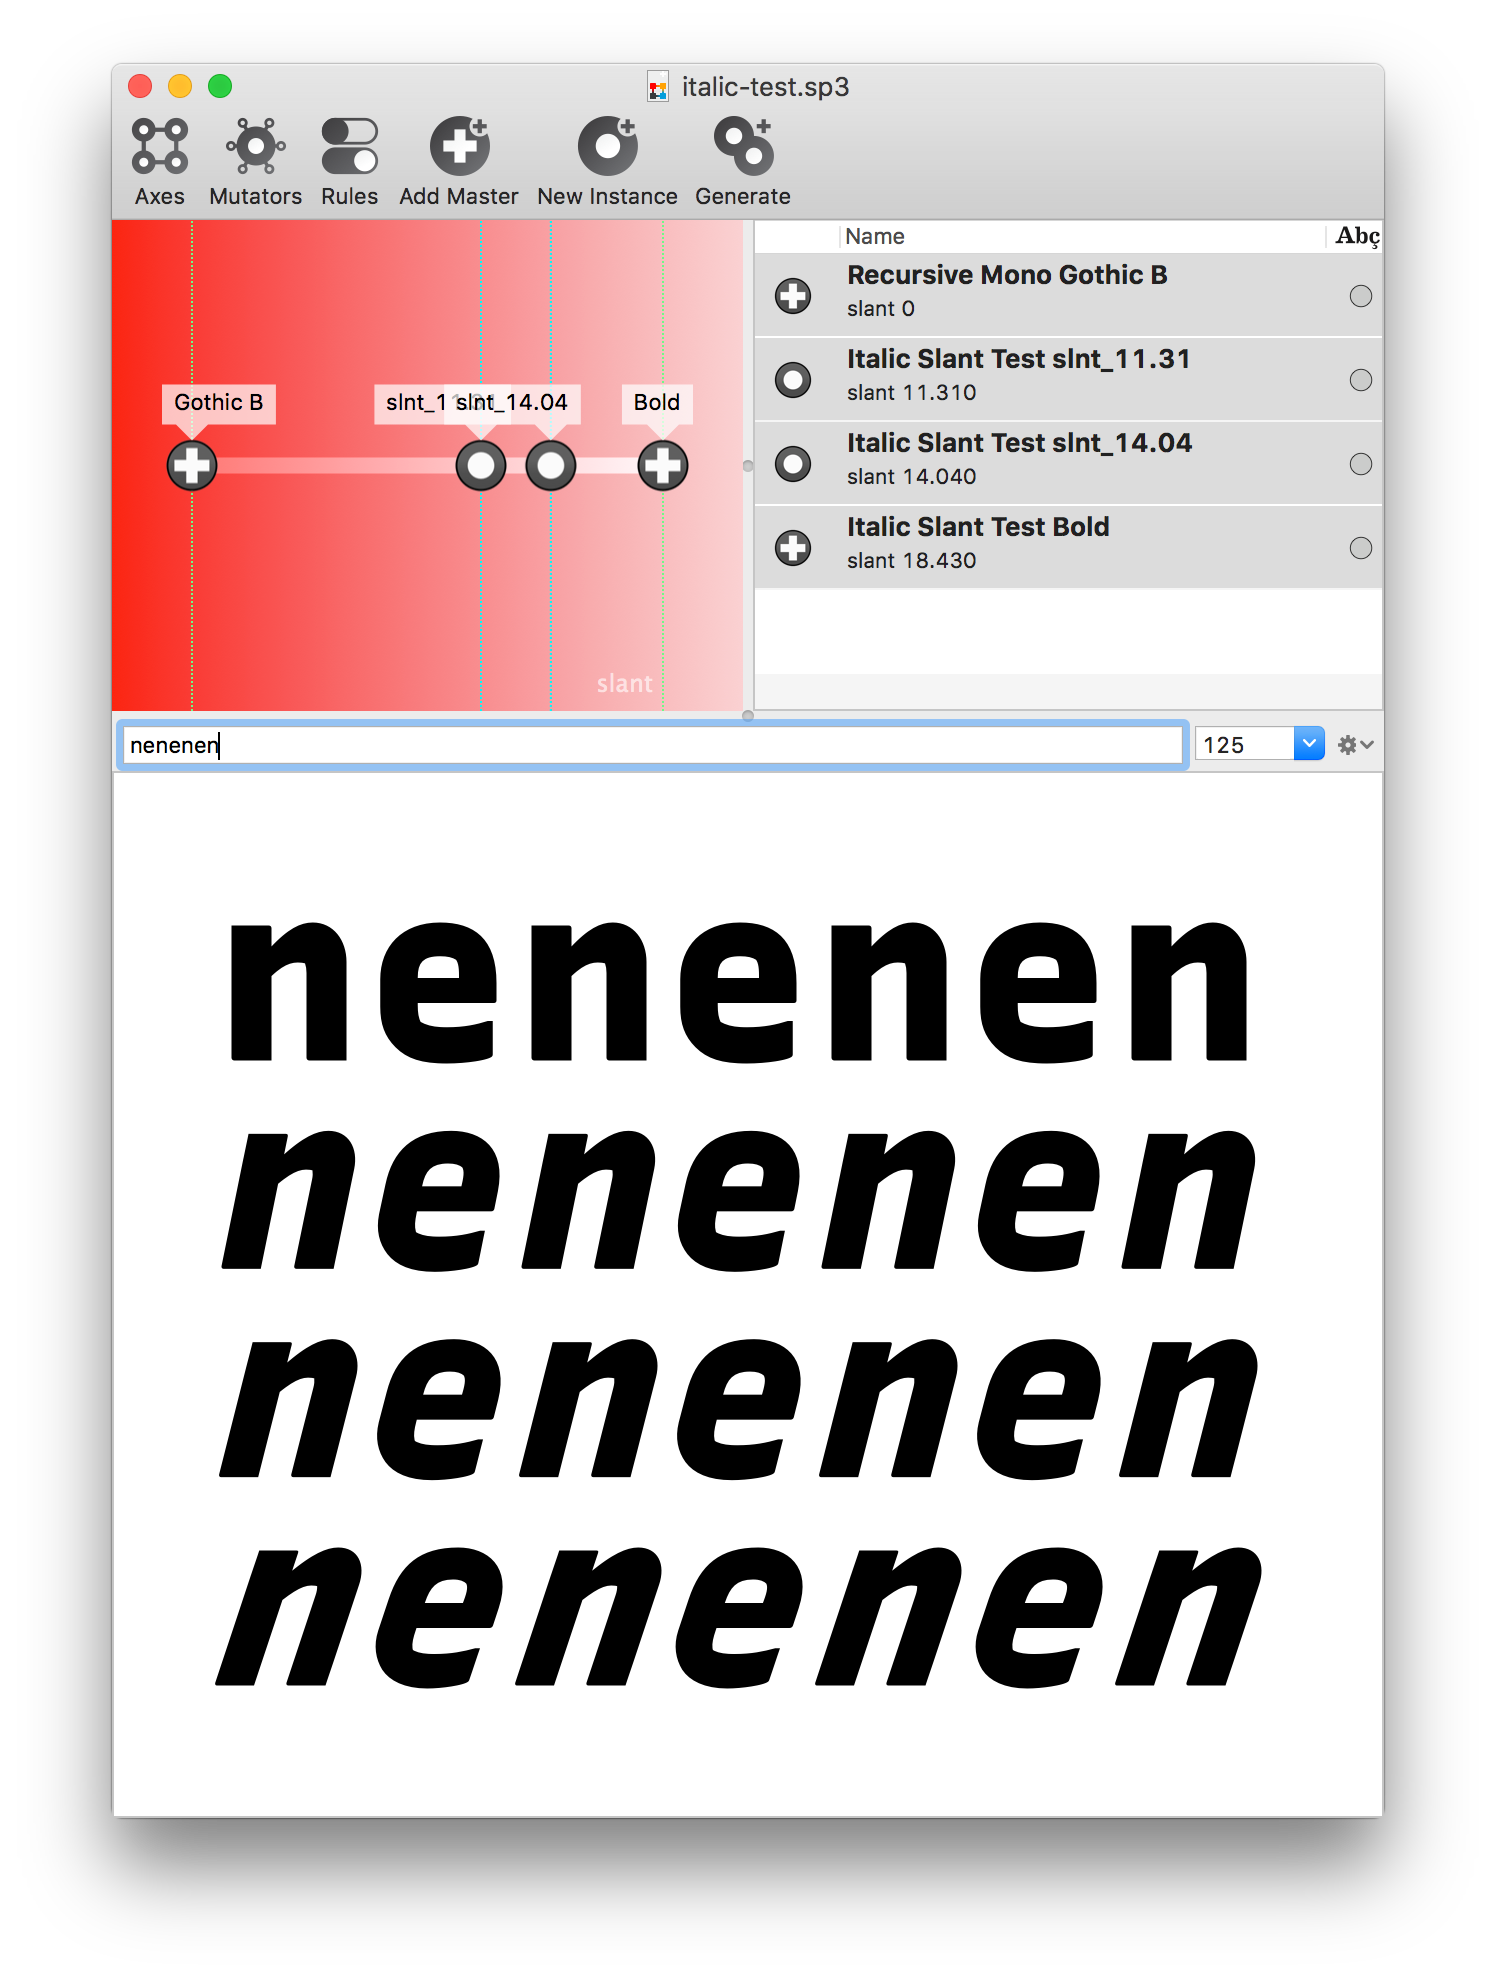 italic-test.sp3
Axes Mutators Rules Add Master New Instance Generate
Name Abç
Recursive Mono Gothic B
slant 0
Italic Slant Test slnt_11.31
slant 11.310
Italic Slant Test slnt_14.04
slant 14.040
Italic Slant Test Bold
slant 18.430
Gothic B slnt_11.31 slnt_14.04 Bold
slant
nenenen 125
nenenen
nenenen
nenenen
nenenen